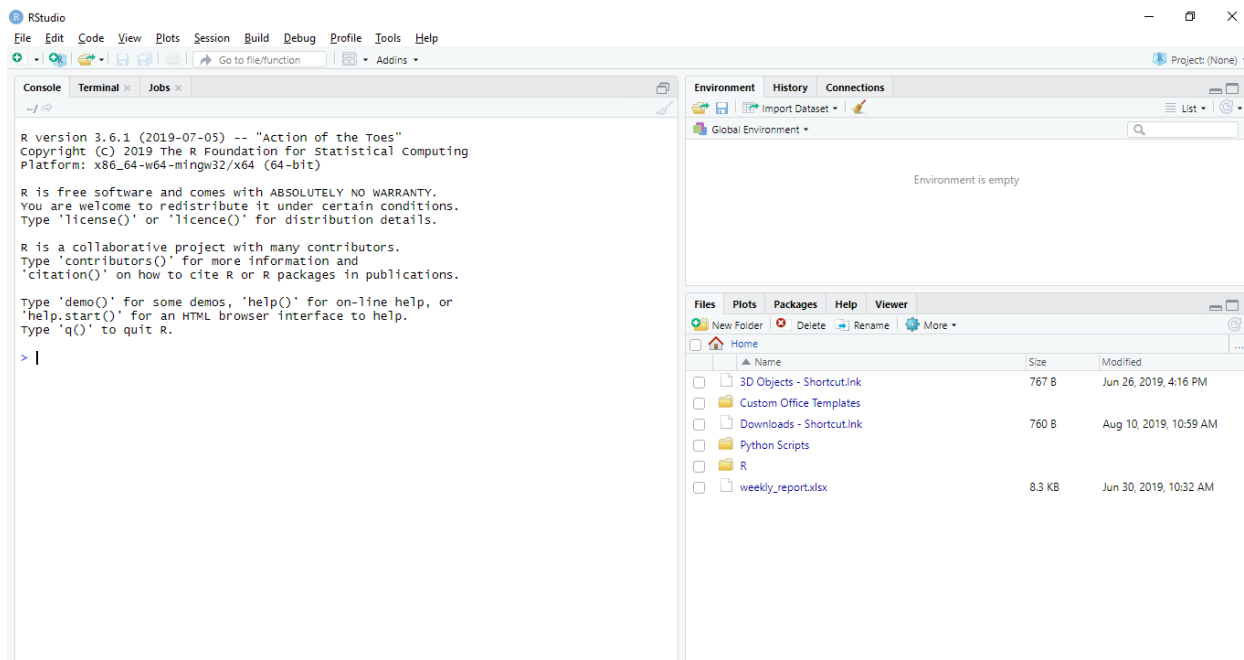 RStudio
File Edit Code View Plots Session Build Debug Profile Tools Help
Go to file/function Addins Project: (None)
Console Terminal Jobs
~/
R version 3.6.1 (2019-07-05) -- "Action of the Toes"
Copyright (C) 2019 The R Foundation for Statistical Computing
Platform: x86_64-w64-mingw32/x64 (64-bit)
R is free software and comes with ABSOLUTELY NO WARRANTY.
You are welcome to redistribute it under certain conditions.
Type 'license()' or 'licence()' for distribution details.
R is a collaborative project with many contributors.
Type 'contributors()' for more information and
'citation()' on how to cite R or R packages in publications.
Type 'demo()' for some demos, 'help()' for on-line help, or
'help.start()' for an HTML browser interface to help.
Type 'q()' to quit R.
>
Environment History Connections
Import Dataset List
Global Environment
Environment is empty
Files Plots Packages Help Viewer
New Folder Delete Rename More
Home ...
Name Size Modified
3D Objects - Shortcut.lnk 767 B Jun 26, 2019, 4:16 PM
Custom Office Templates
Downloads - Shortcut.lnk 760 B Aug 10, 2019, 10:59 AM
Python Scripts
R
weekly_report.xlsx 8.3 KB Jun 30, 2019, 10:32 AM